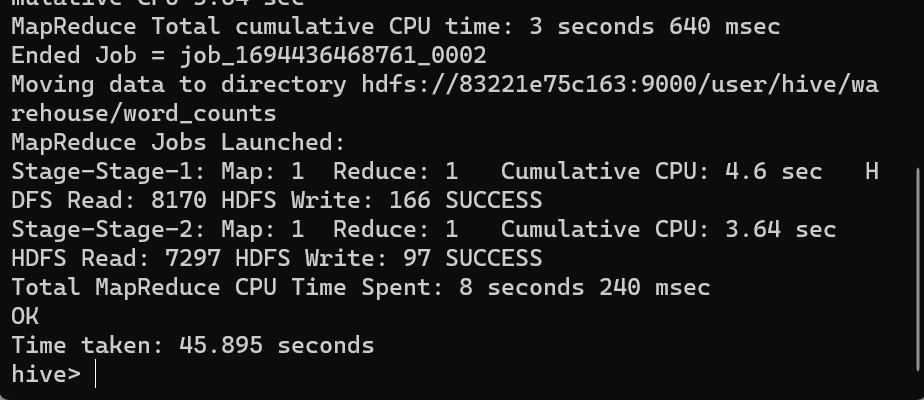 MapReduce Total cumulative CPU time: 3 seconds 640 msec
Ended Job = job_1694436468761_0002
Moving data to directory hdfs://83221e75c163:9000/user/hive/wa
rehouse/word_counts
MapReduce Jobs Launched:
Stage-Stage-1: Map: 1  Reduce: 1   Cumulative CPU: 4.6 sec   H
DFS Read: 8170 HDFS Write: 166 SUCCESS
Stage-Stage-2: Map: 1  Reduce: 1   Cumulative CPU: 3.64 sec
HDFS Read: 7297 HDFS Write: 97 SUCCESS
Total MapReduce CPU Time Spent: 8 seconds 240 msec
OK
Time taken: 45.895 seconds
hive>